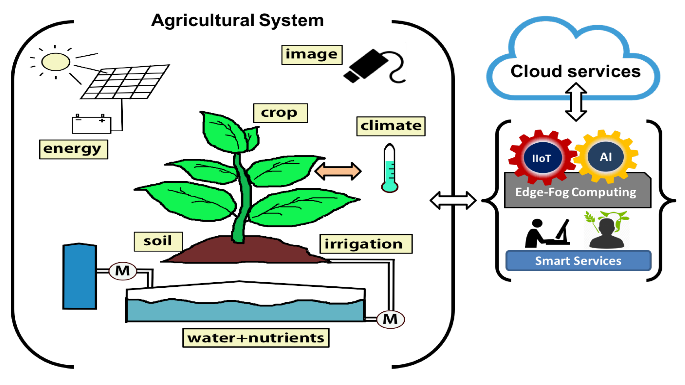 Agricultural System
image
Cloud services
crop
climate
energy
IIoT
AI
Edge-Fog Computing
soil
irrigation
Smart Services
M
M
water+nutrients